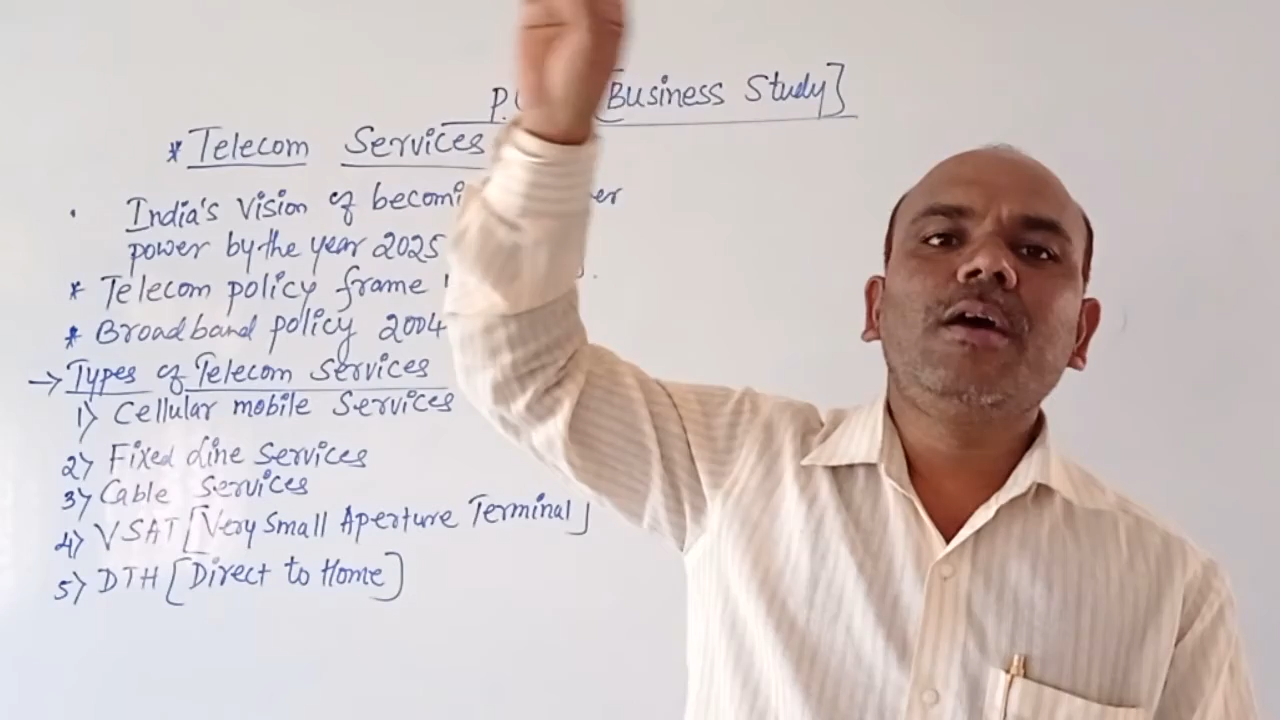 [Business Study]
* Telecom Services
. India's vision of becomi
power by the year 2025
* Telecom policy frame
* Broadband policy 2004
→ Types of Telecom Services
1) Cellular mobile Services
2) Fixed Line Services
3) Cable Services
4) VSAT [Very Small Aperture Terminal]
5) DTH [Direct to Home]